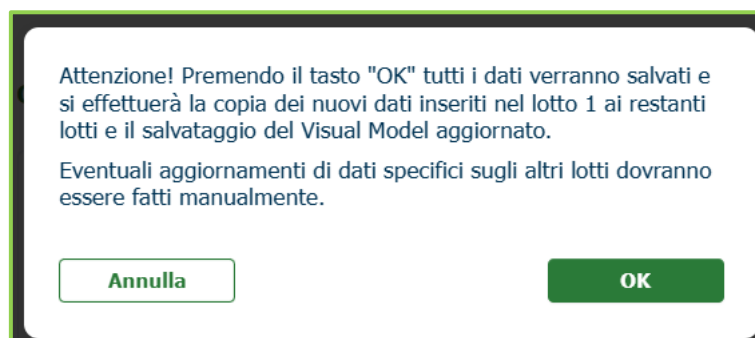 Attenzione! Premendo il tasto "OK" tutti i dati verranno salvati e
si effettuerà la copia dei nuovi dati inseriti nel lotto 1 ai restanti
lotti e il salvataggio del Visual Model aggiornato.
Eventuali aggiornamenti di dati specifici sugli altri lotti dovranno
essere fatti manualmente.
Annulla
OK